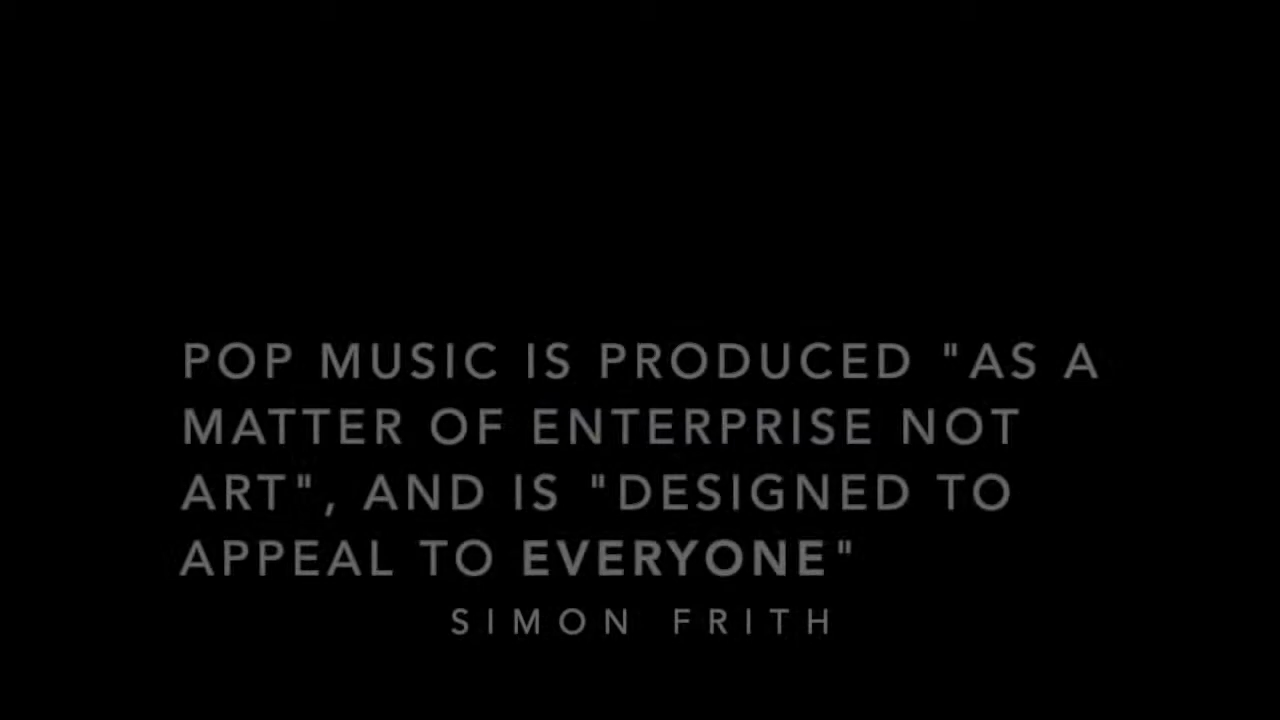 POP MUSIC IS PRODUCED "AS A
MATTER OF ENTERPRISE NOT
ART", AND IS "DESIGNED TO
APPEAL TO EVERYONE"
SIMON FRITH